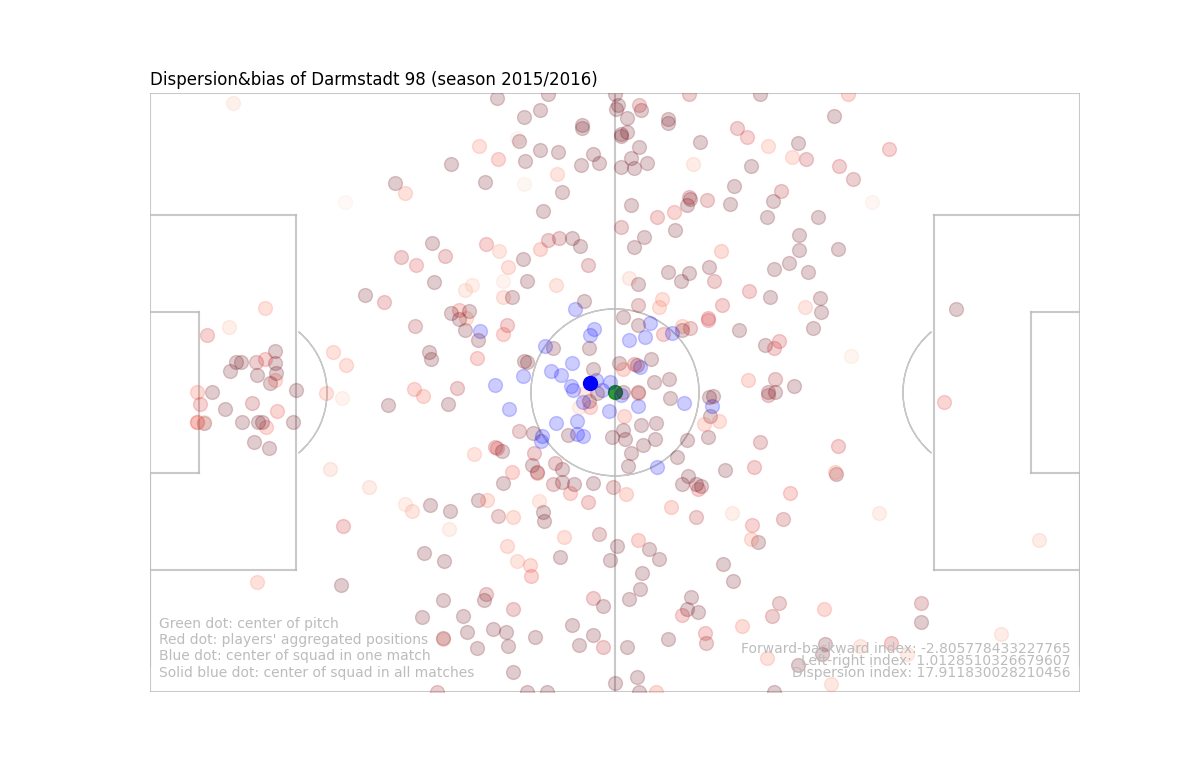 Dispersion&bias of Darmstadt 98 (season 2015/2016)
Green dot: center of pitch
Red dot: players' aggregated positions
Blue dot: center of squad in one match
Solid blue dot: center of squad in all matches
Forward-backward index: -2.805778433227765
Left-right index: 1.0128510326679607
Dispersion index: 17.911830028210456